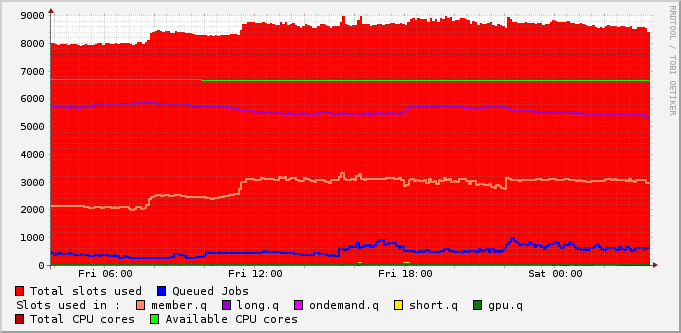 9000
8000
7000
6000
5000
4000
3000
2000
1000
0
Fri 06:00 Fri 12:00 Fri 18:00 Sat 00:00
RRDTOOL / TOBI OETIKER
Total slots used Queued Jobs
Slots used in : member.q long.q ondemand.q short.q gpu.q
Total CPU cores Available CPU cores